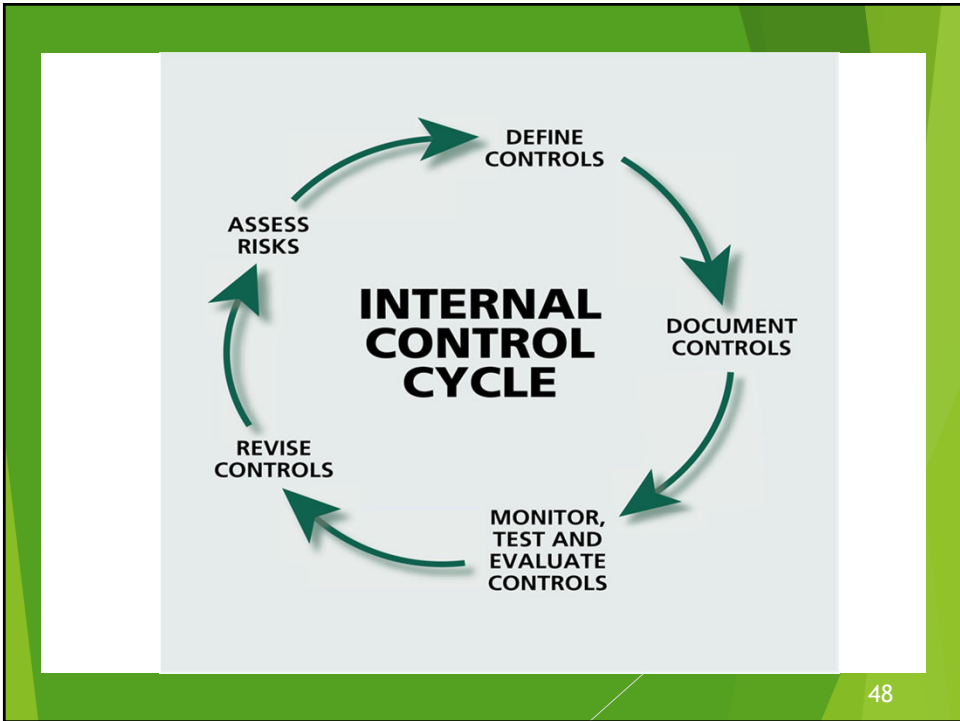 DEFINE
CONTROLS
ASSESS
RISKS
INTERNAL
CONTROL
CYCLE
DOCUMENT
CONTROLS
REVISE
CONTROLS
MONITOR,
TEST AND
EVALUATE
CONTROLS
48